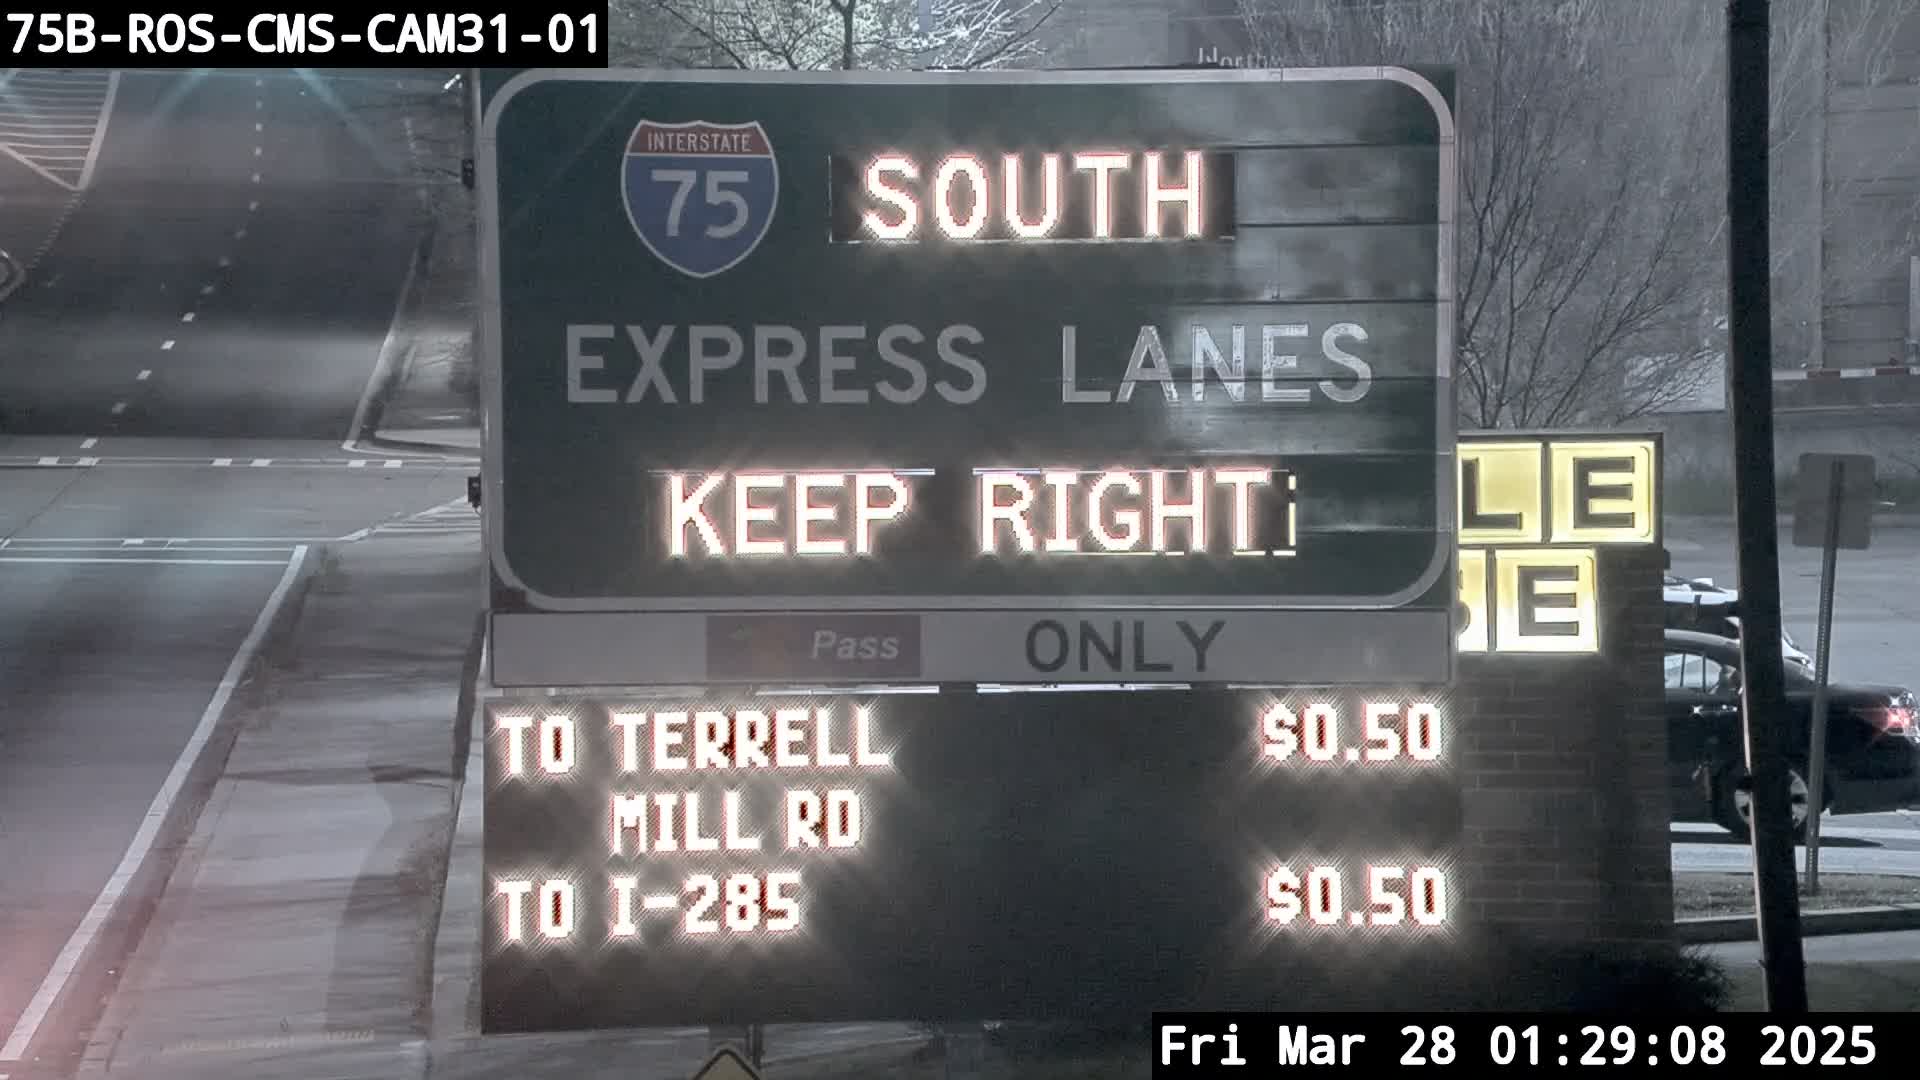 75B-ROS-CMS-CAM31-01
INTERSTATE
75
SOUTH
EXPRESS LANES
KEEP RIGHT
Pass ONLY
TO TERRELL $0.50
MILL RD
TO I-285 $0.50
LE
E
Fri Mar 28 01:29:08 2025